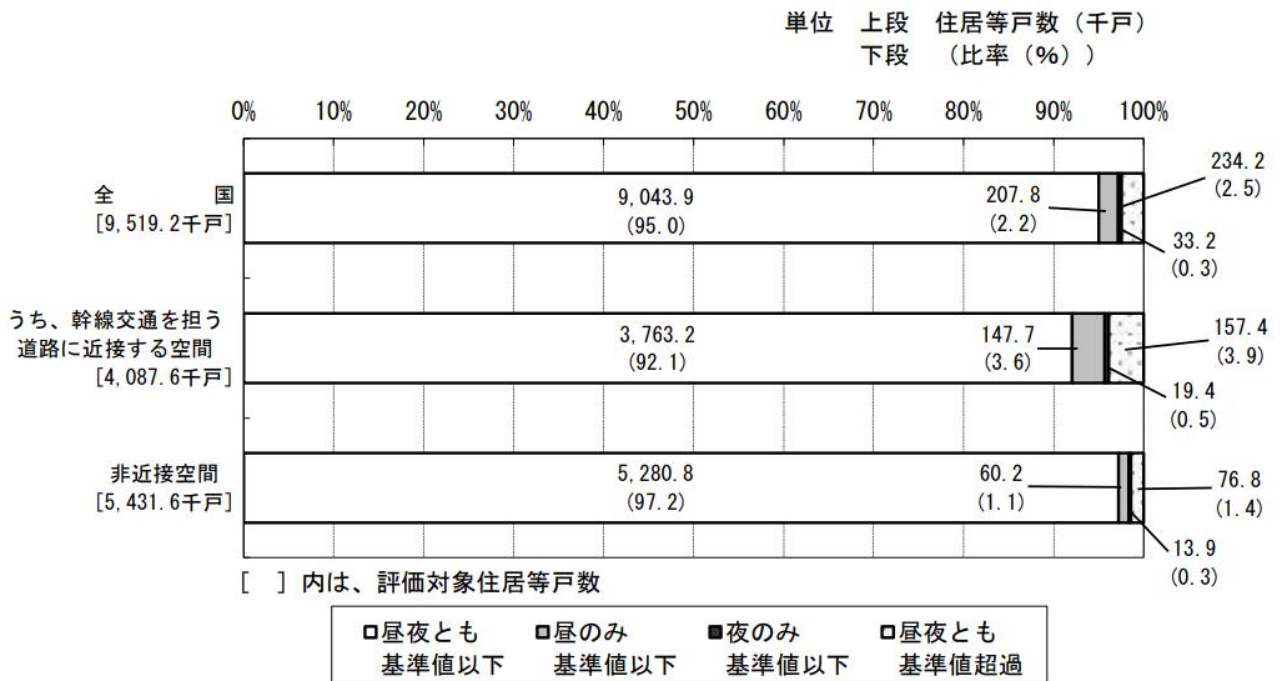 単位　上段　住居等戸数（千戸）
下段　（比率（%））
0% 10% 20% 30% 40% 50% 60% 70% 80% 90% 100%
全　国
[9,519.2千戸]
9,043.9
(95.0)
207.8
(2.2)
234.2
(2.5)
33.2
(0.3)
うち、幹線交通を担う
道路に近接する空間
[4,087.6千戸]
3,763.2
(92.1)
147.7
(3.6)
157.4
(3.9)
19.4
(0.5)
非近接空間
[5,431.6千戸]
5,280.8
(97.2)
60.2
(1.1)
76.8
(1.4)
13.9
(0.3)
[　]内は、評価対象住居等戸数
昼夜とも
基準値以下
昼のみ
基準値以下
夜のみ
基準値以下
昼夜とも
基準値超過